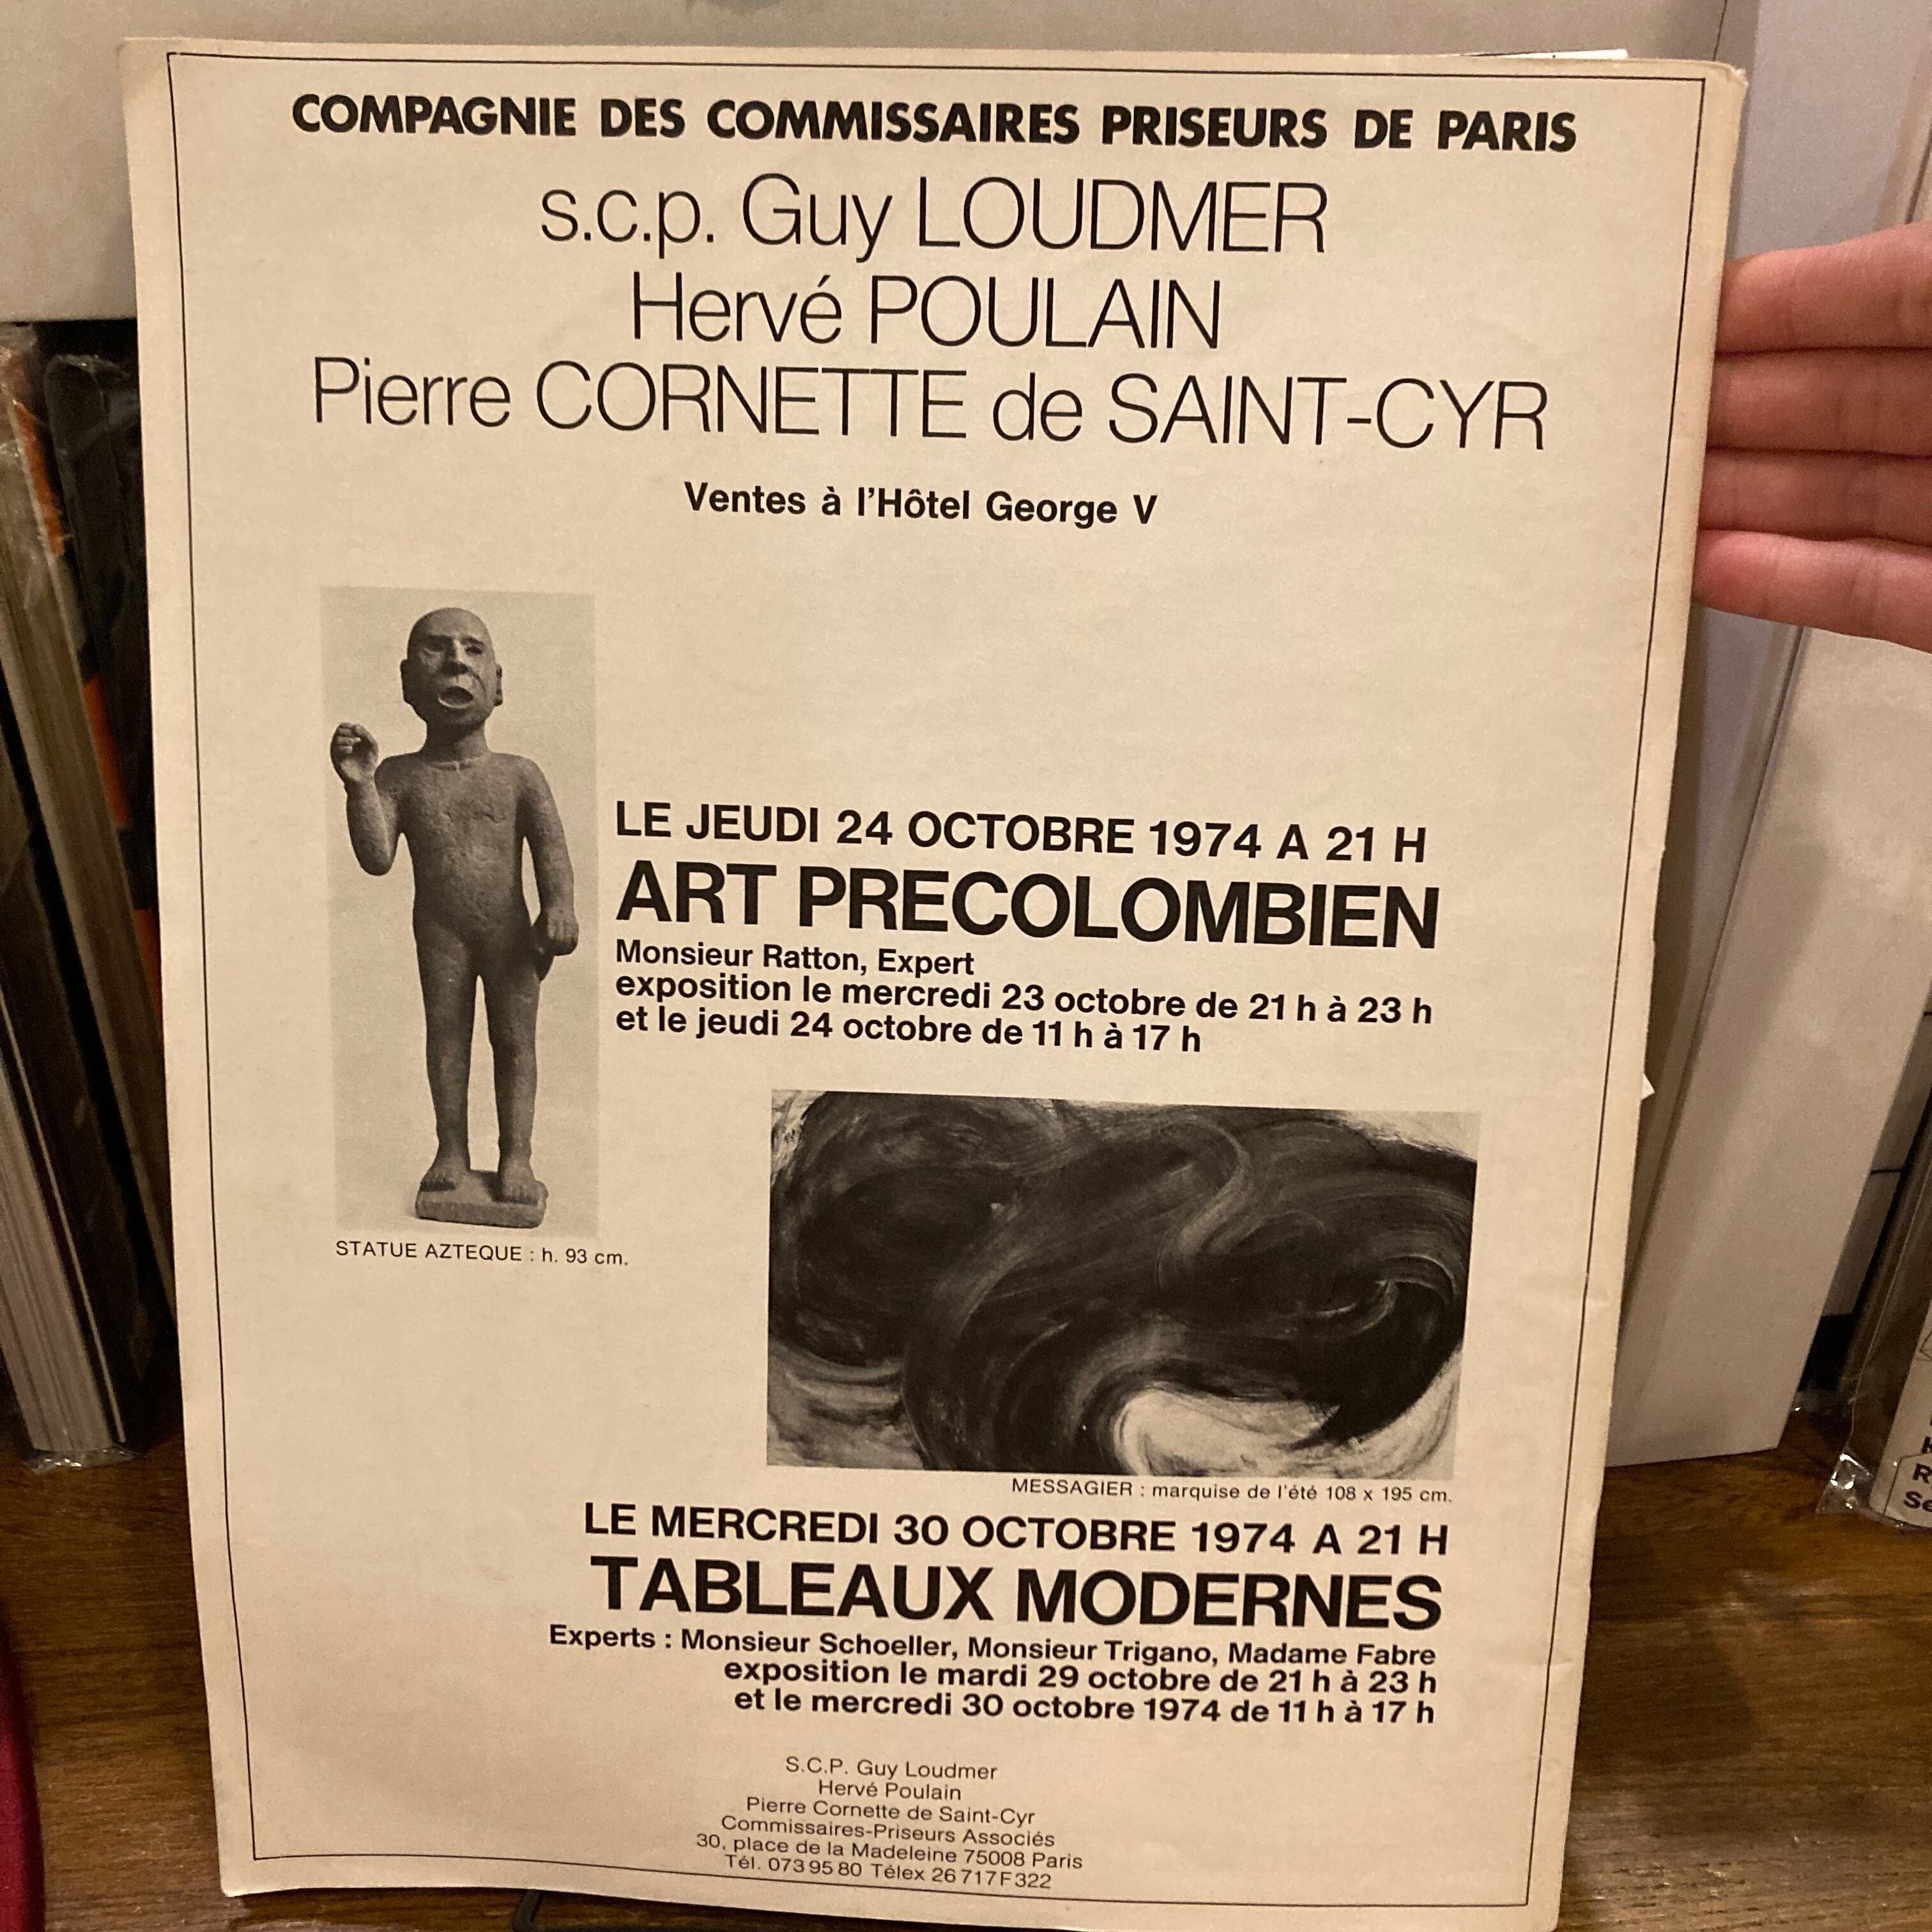 COMPAGNIE DES COMMISSAIRES PRISEURS DE PARIS
s.c.p. Guy LOUDMER
Hervé POULAIN
Pierre CORNETTE de SAINT-CYR
Ventes à l'Hôtel George V
LE JEUDI 24 OCTOBRE 1974 A 21 H
ART PRECOLOMBIEN
Monsieur Ratton, Expert
exposition le mercredi 23 octobre de 21 h à 23 h
et le jeudi 24 octobre de 11 h à 17 h
STATUE AZTEQUE : h. 93 cm.
MESSAGIER : marquise de l'été 108 x 195 cm.
LE MERCREDI 30 OCTOBRE 1974 A 21 H
TABLEAUX MODERNES
Experts : Monsieur Schoeller, Monsieur Trigano, Madame Fabre
exposition le mardi 29 octobre de 21 h à 23 h
et le mercredi 30 octobre 1974 de 11 h à 17 h
S.C.P. Guy Loudmer
Hervé Poulain
Pierre Cornette de Saint-Cyr
Commissaires-Priseurs Associés
30, place de la Madeleine 75008 Paris
Tél. 073 95 80 Télex 26 717 F 322